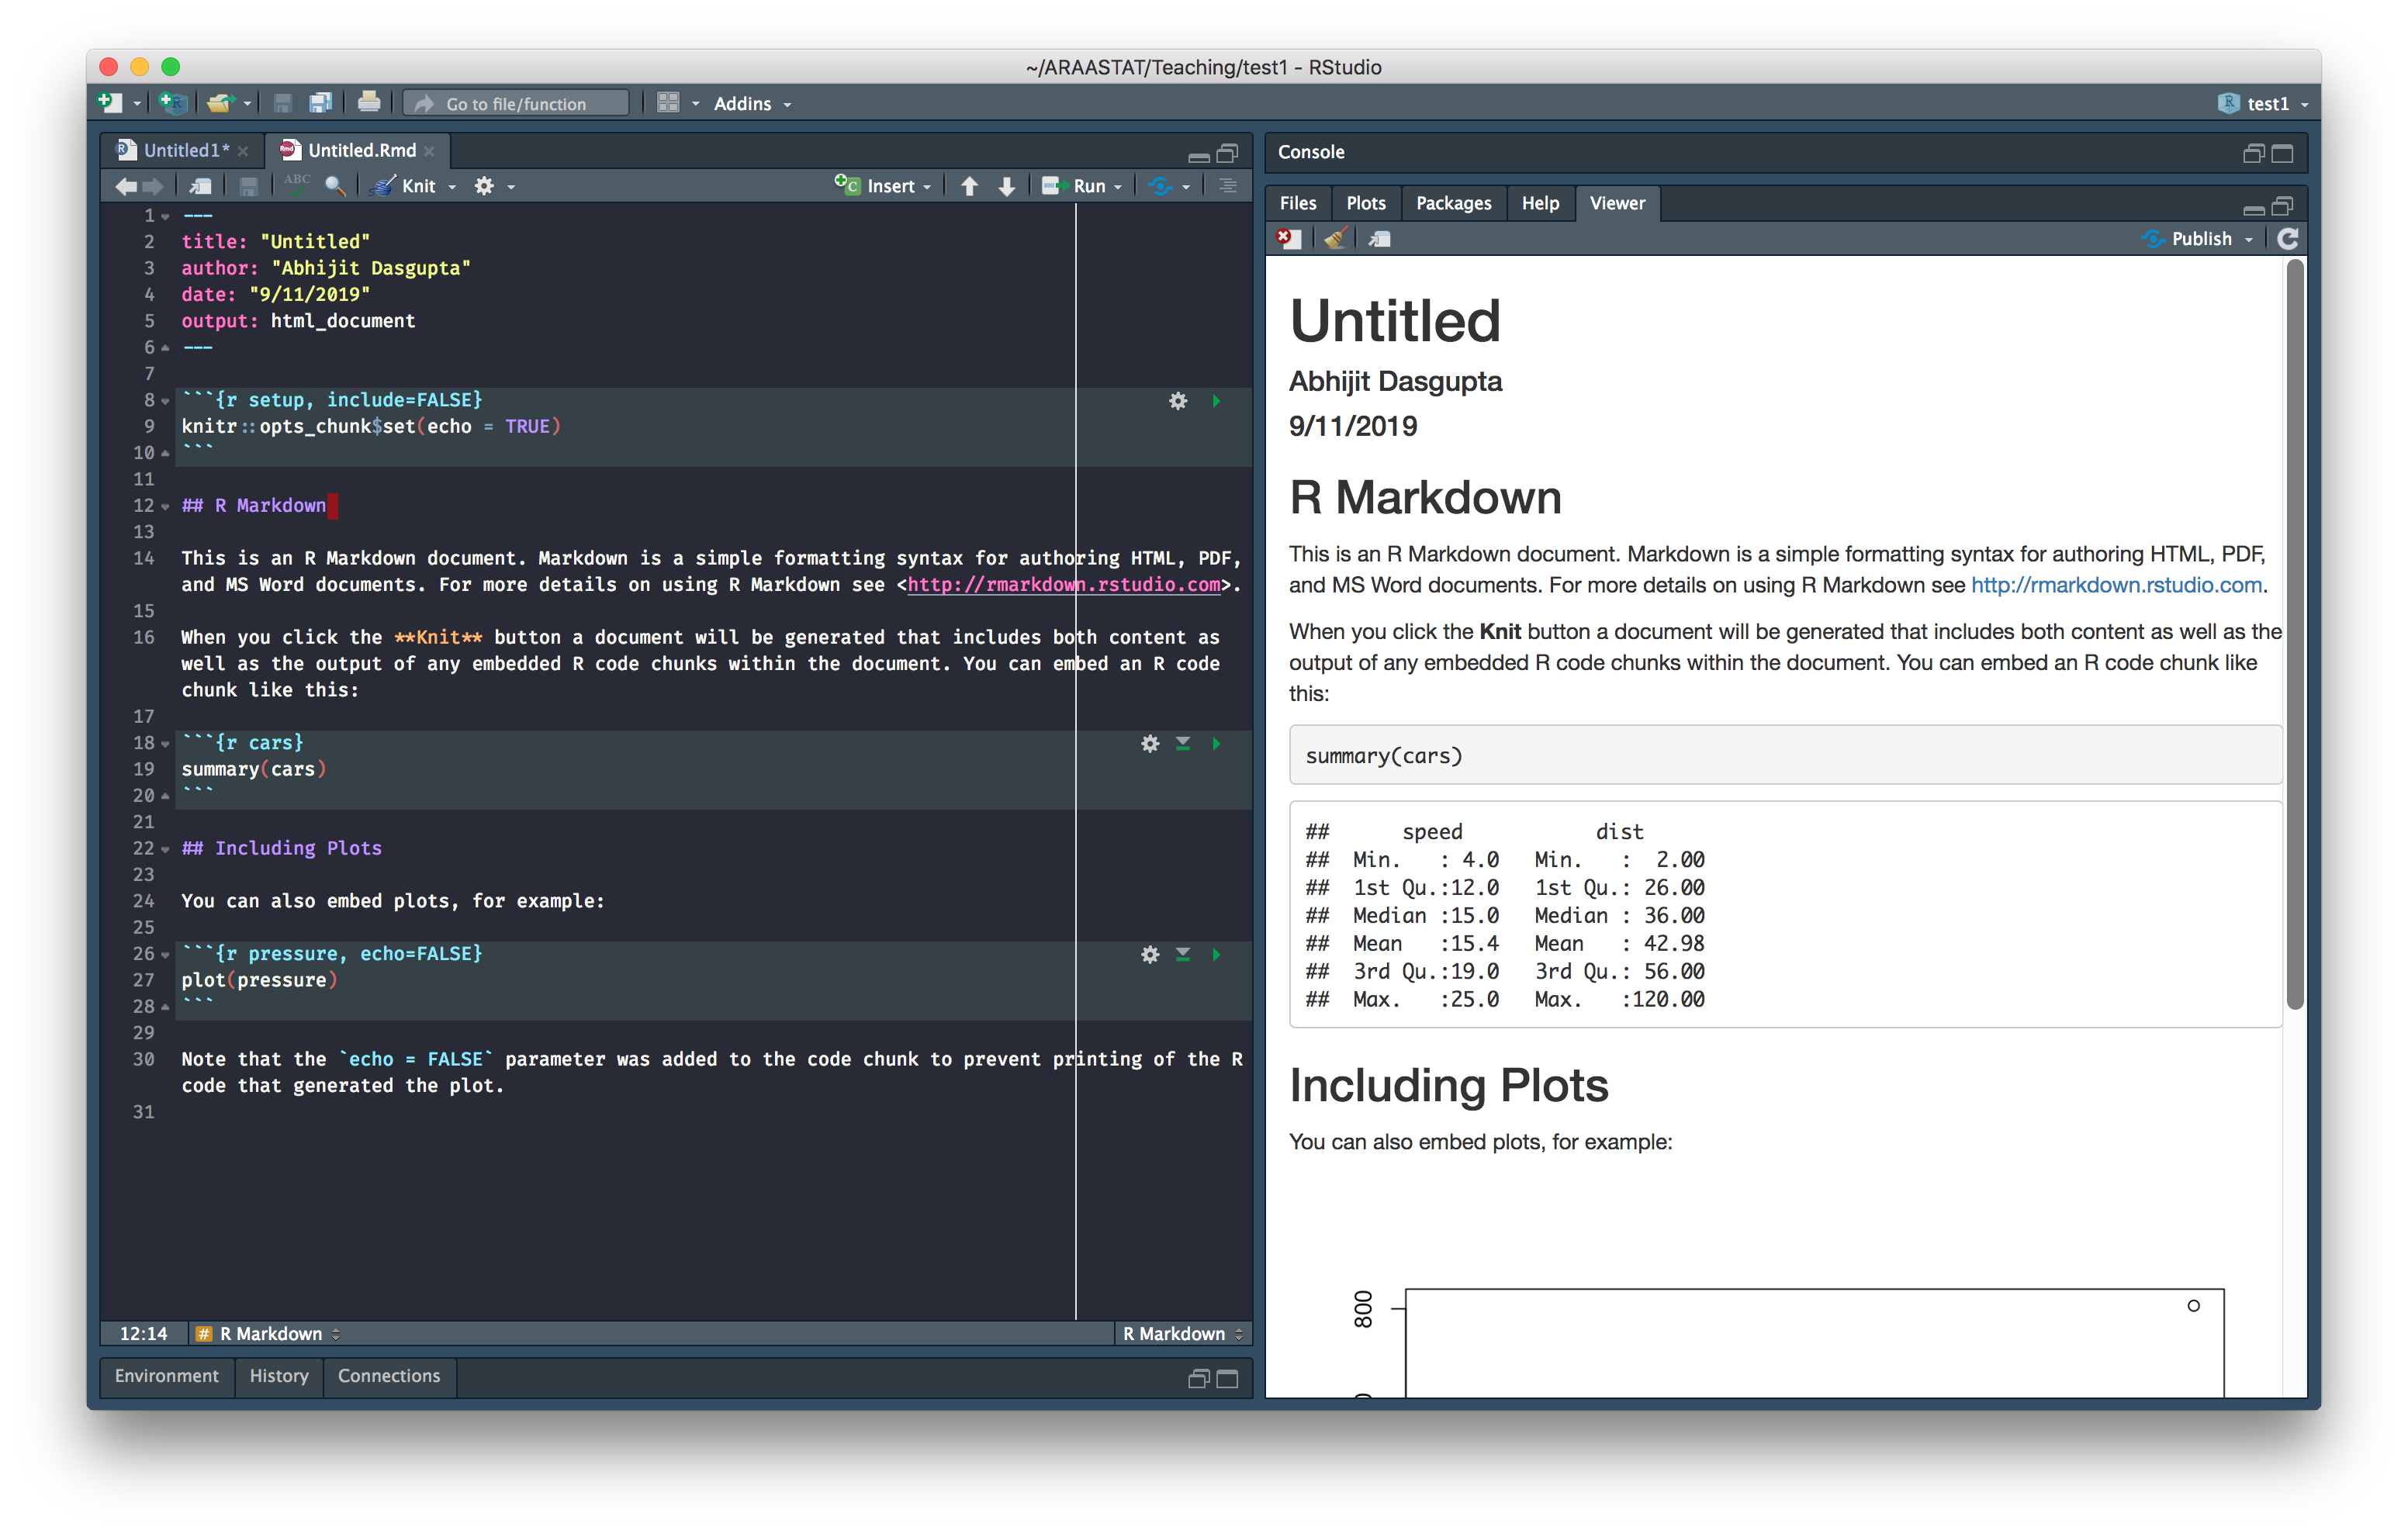 ~/ARAASTAT/Teaching/test1 - RStudio
Go to file/function
Addins
test1
Untitled1*
Untitled.Rmd
ABC
Knit
Insert
Run
1 ---
2 title: "Untitled"
3 author: "Abhijit Dasgupta"
4 date: "9/11/2019"
5 output: html_document
6 ---
7
8 ```{r setup, include=FALSE}
9 knitr::opts_chunk$set(echo = TRUE)
10 ```
11
12 ## R Markdown
13
14 This is an R Markdown document. Markdown is a simple formatting syntax for authoring HTML, PDF,
and MS Word documents. For more details on using R Markdown see <http://rmarkdown.rstudio.com>.
15
16 When you click the **Knit** button a document will be generated that includes both content as
well as the output of any embedded R code chunks within the document. You can embed an R code
chunk like this:
17
18 ```{r cars}
19 summary(cars)
20 ```
21
22 ## Including Plots
23
24 You can also embed plots, for example:
25
26 ```{r pressure, echo=FALSE}
27 plot(pressure)
28 ```
29
30 Note that the `echo = FALSE` parameter was added to the code chunk to prevent printing of the R
code that generated the plot.
31
12:14
# R Markdown
R Markdown
Environment
History
Connections
Console
Files
Plots
Packages
Help
Viewer
Publish
Untitled
Abhijit Dasgupta
9/11/2019
R Markdown
This is an R Markdown document. Markdown is a simple formatting syntax for authoring HTML, PDF,
and MS Word documents. For more details on using R Markdown see http://rmarkdown.rstudio.com.
When you click the Knit button a document will be generated that includes both content as well as the
output of any embedded R code chunks within the document. You can embed an R code chunk like
this:
summary(cars)
##      speed           dist
##  Min.   : 4.0   Min.   :  2.00
##  1st Qu.:12.0   1st Qu.: 26.00
##  Median :15.0   Median : 36.00
##  Mean   :15.4   Mean   : 42.98
##  3rd Qu.:19.0   3rd Qu.: 56.00
##  Max.   :25.0   Max.   :120.00
Including Plots
You can also embed plots, for example:
800